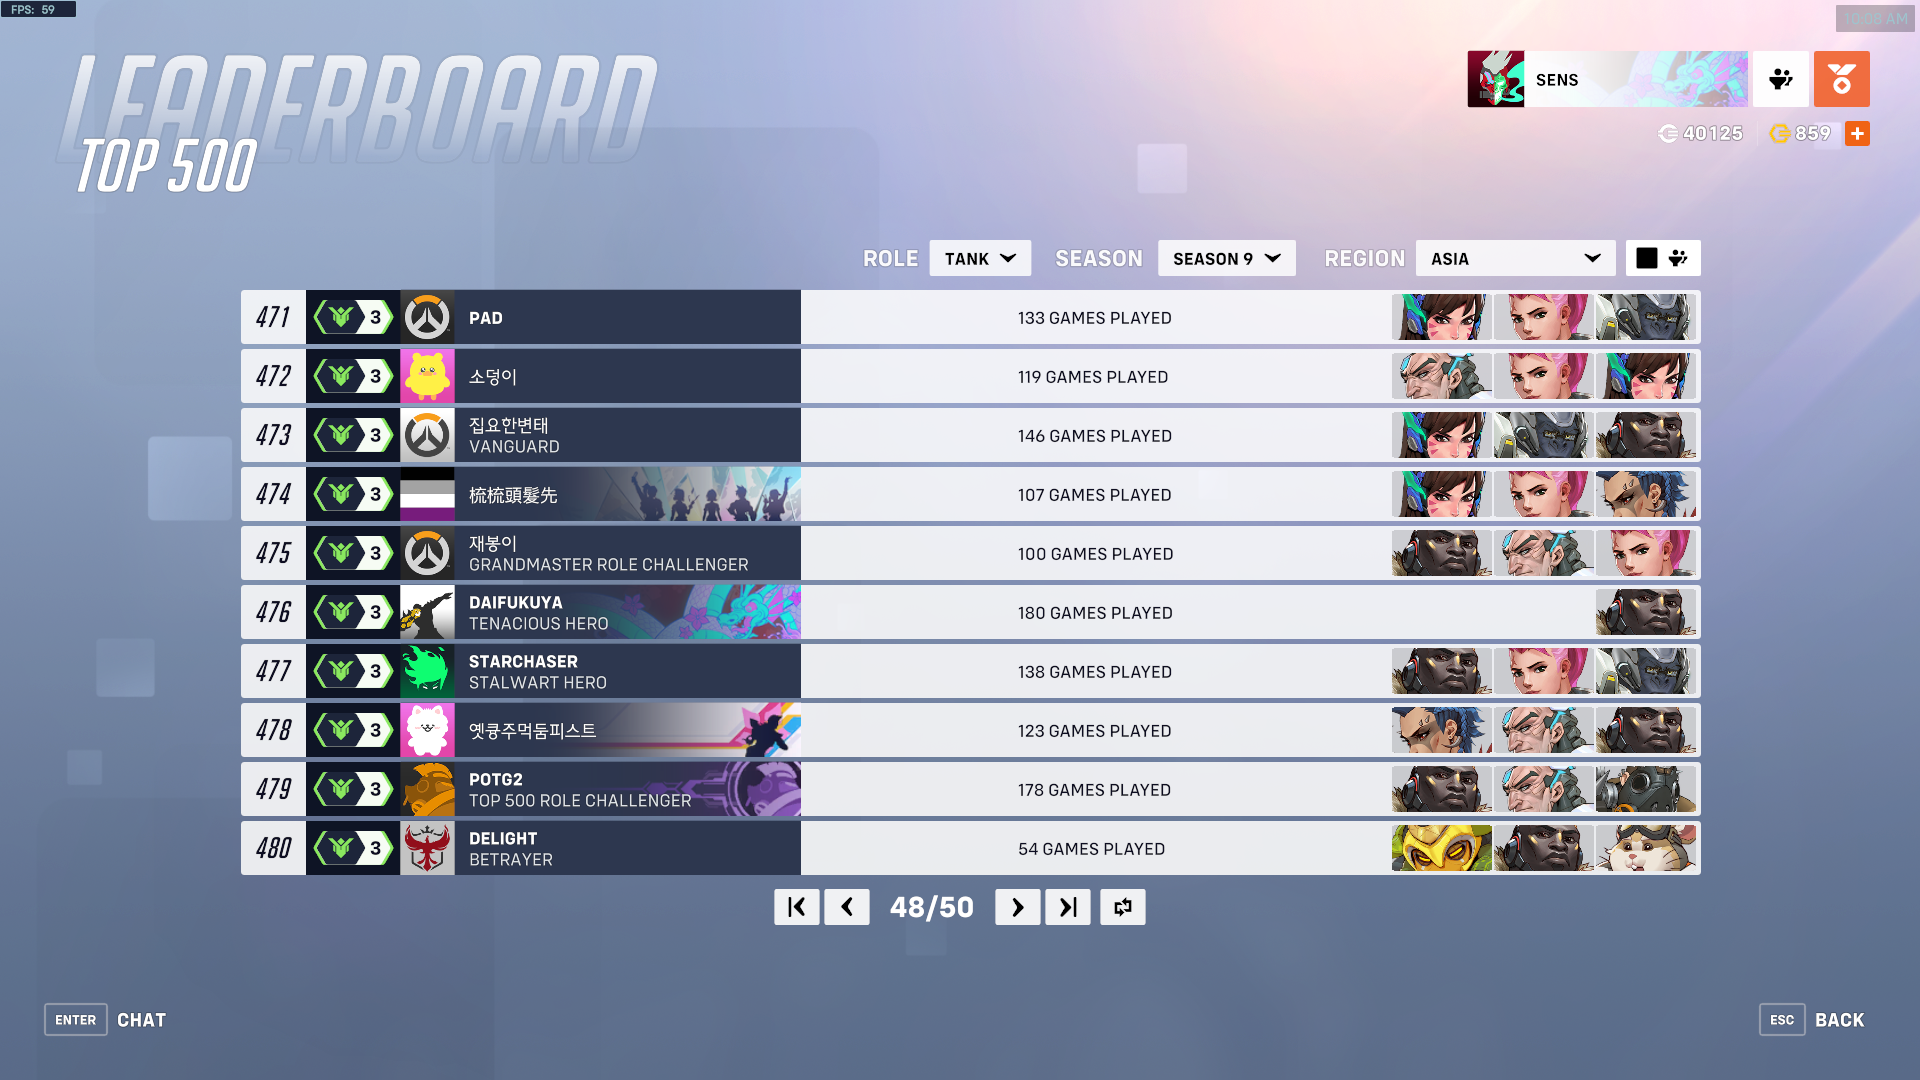 FPS: 59
10:08 AM
LEADERBOARD
TOP 500
SENS
40125
859
ROLE
TANK
SEASON
SEASON 9
REGION
ASIA
471 3 PAD 133 GAMES PLAYED
472 3 소덩이 119 GAMES PLAYED
473 3 집요한변태 146 GAMES PLAYED
VANGUARD
474 3 梳梳頭髮先 107 GAMES PLAYED
475 3 재봉이 100 GAMES PLAYED
GRANDMASTER ROLE CHALLENGER
476 3 DAIFUKUYA 180 GAMES PLAYED
TENACIOUS HERO
477 3 STARCHASER 138 GAMES PLAYED
STALWART HERO
478 3 옛큥주먹둠피스트 123 GAMES PLAYED
479 3 POTG2 178 GAMES PLAYED
TOP 500 ROLE CHALLENGER
480 3 DELIGHT 54 GAMES PLAYED
BETRAYER
48/50
ENTER CHAT
ESC BACK